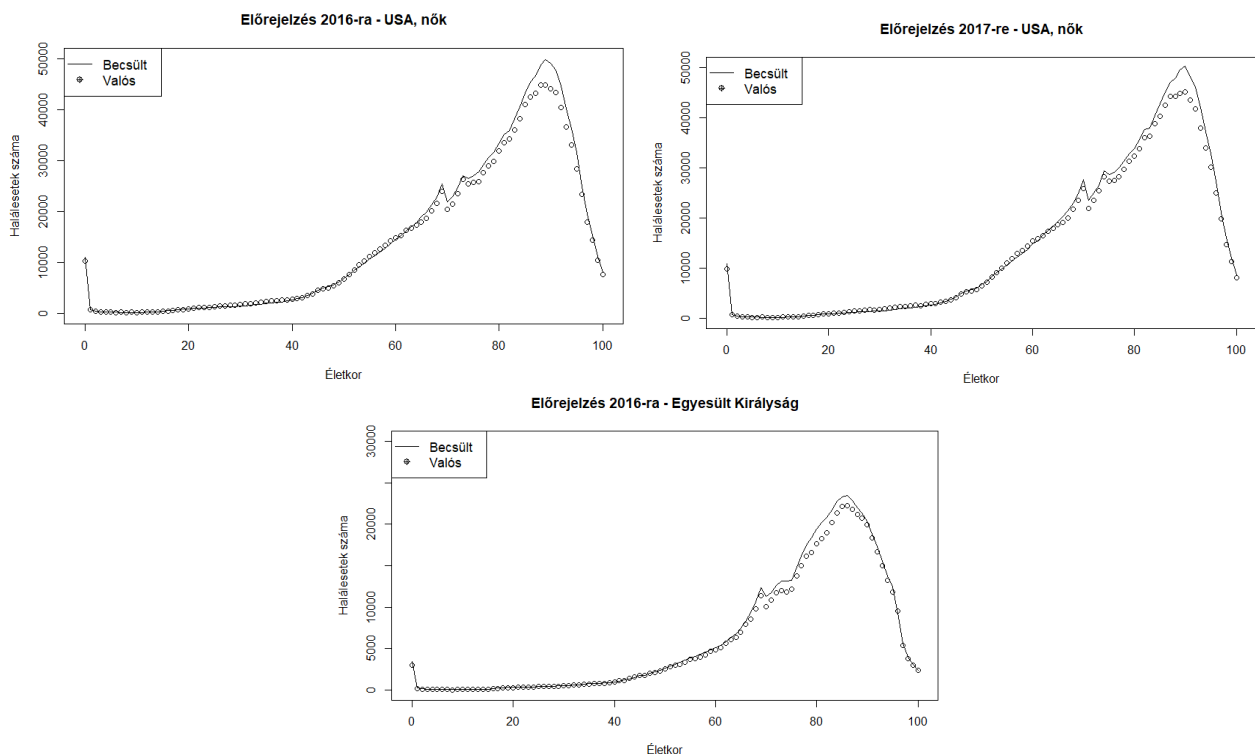 Előrejelzés 2016-ra - USA, nők
Becsült
Valós
Halálesetek száma
50000
40000
30000
20000
10000
0
0 20 40 60 80 100
Életkor
Előrejelzés 2017-re - USA, nők
Becsült
Valós
Halálesetek száma
50000
40000
30000
20000
10000
0
0 20 40 60 80 100
Életkor
Előrejelzés 2016-ra - Egyesült Királyság
Becsült
Valós
Halálesetek száma
30000
20000
10000
5000
0
0 20 40 60 80 100
Életkor